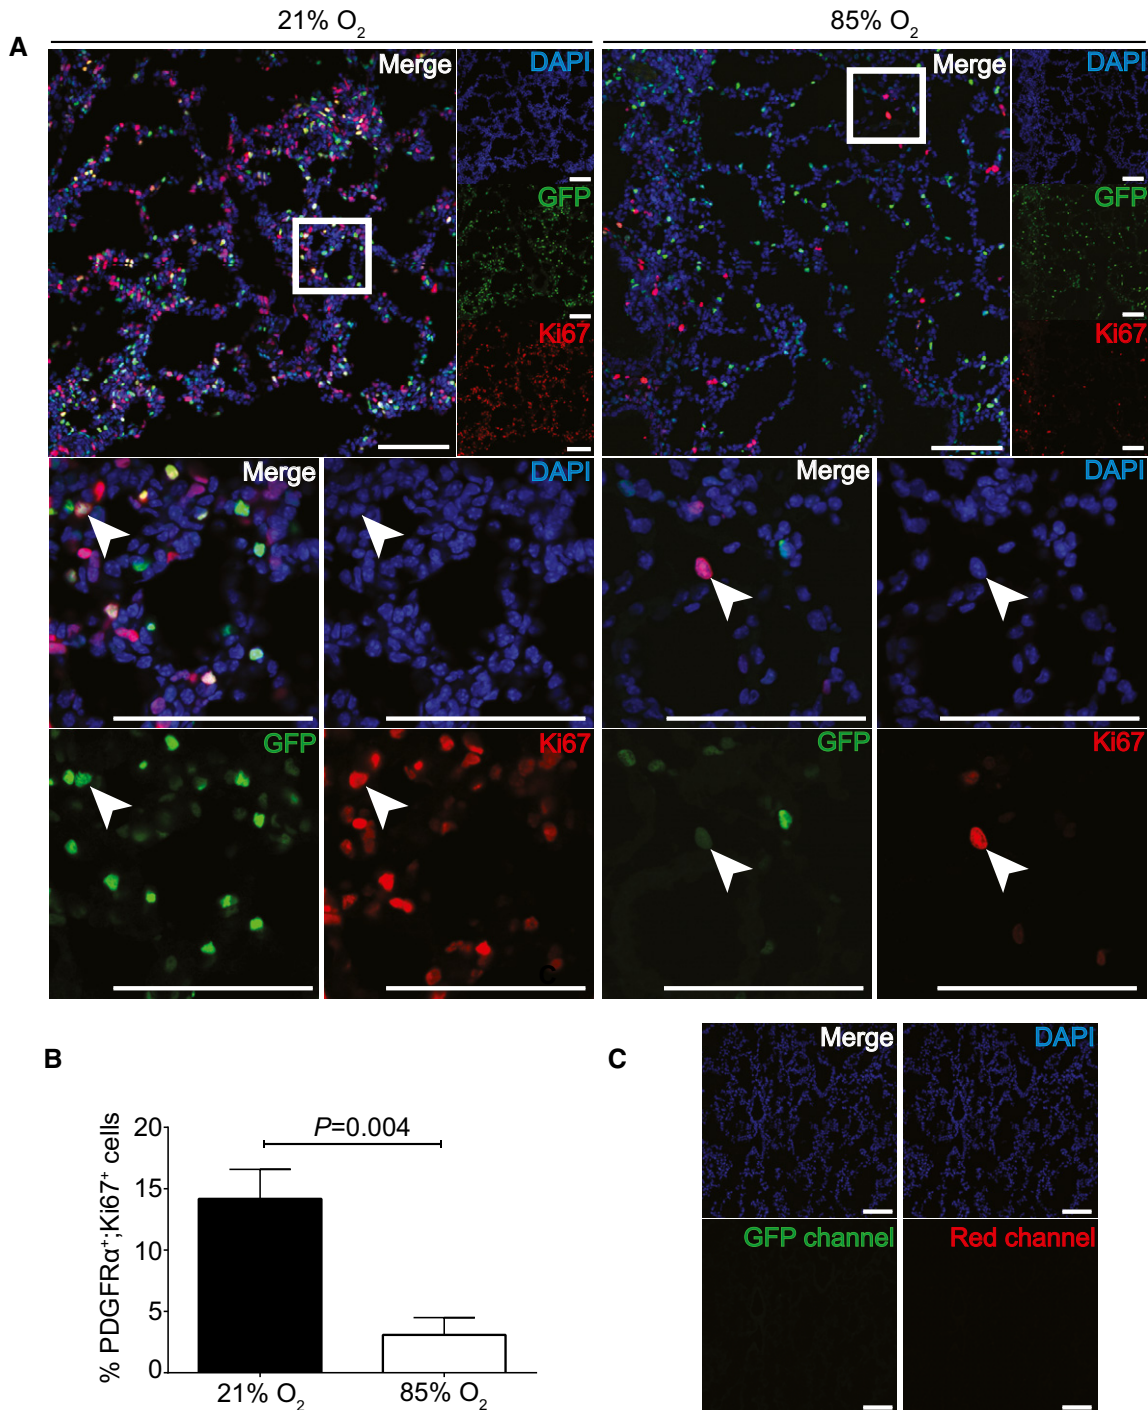 21% O₂ 85% O₂
A
Merge DAPI Merge DAPI
GFP GFP
Ki67 Ki67
Merge DAPI Merge DAPI
GFP Ki67 GFP Ki67
C
B
% PDGFRα⁺;Ki67⁺ cells
20
15
10
5
0
P=0.004
21% O₂ 85% O₂
C
Merge DAPI
GFP channel Red channel